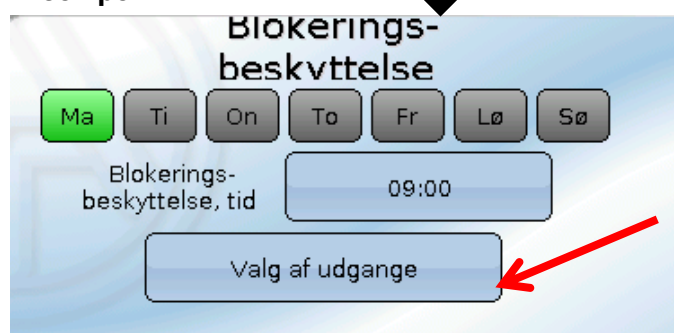 Blokerings-
beskyttelse
Ma Ti On To Fr Lø Sø
Blokerings-
beskyttelse, tid
09:00
Valg af udgange